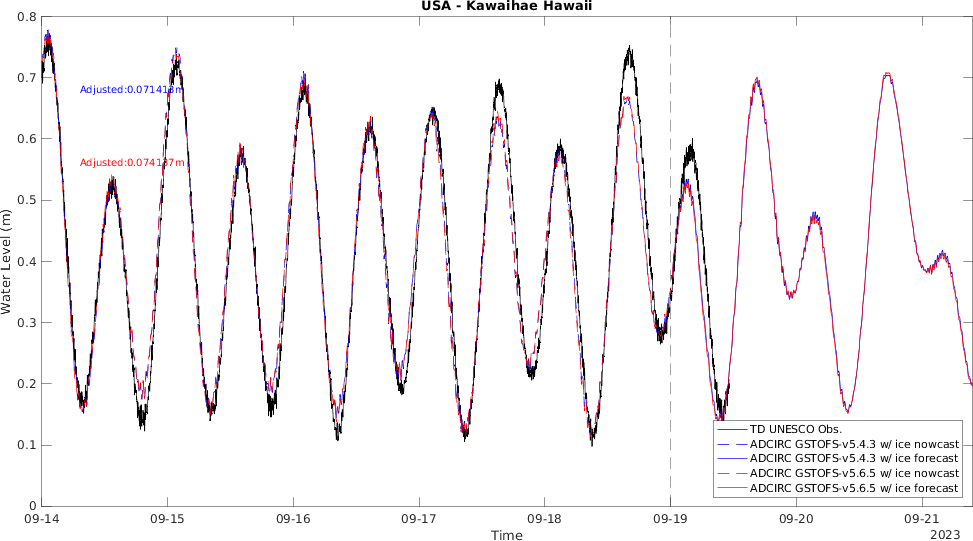 USA - Kawaihae Hawaii
0.8
0.7
0.6
0.5
0.4
0.3
0.2
0.1
0
Water Level (m)
Adjusted:0.071413m
Adjusted:0.074137m
TD UNESCO Obs.
ADCIRC GSTOFS-v5.4.3 w/ ice nowcast
ADCIRC GSTOFS-v5.4.3 w/ ice forecast
ADCIRC GSTOFS-v5.6.5 w/ ice nowcast
ADCIRC GSTOFS-v5.6.5 w/ ice forecast
09-14 09-15 09-16 09-17 09-18 09-19 09-20 09-21
Time
2023